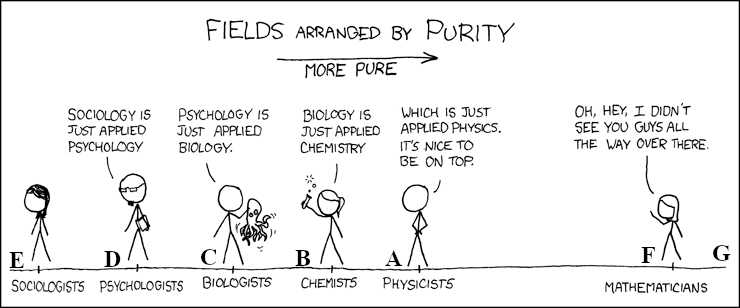 FIELDS ARRANGED BY PURITY
MORE PURE
SOCIOLOGY IS
JUST APPLIED
PSYCHOLOGY
PSYCHOLOGY IS
JUST APPLIED
BIOLOGY.
BIOLOGY IS
JUST APPLIED
CHEMISTRY
WHICH IS JUST
APPLIED PHYSICS.
IT'S NICE TO
BE ON TOP.
OH, HEY, I DIDN'T
SEE YOU GUYS ALL
THE WAY OVER THERE.
E D C B A F G
SOCIOLOGISTS PSYCHOLOGISTS BIOLOGISTS CHEMISTS PHYSICISTS MATHEMATICIANS